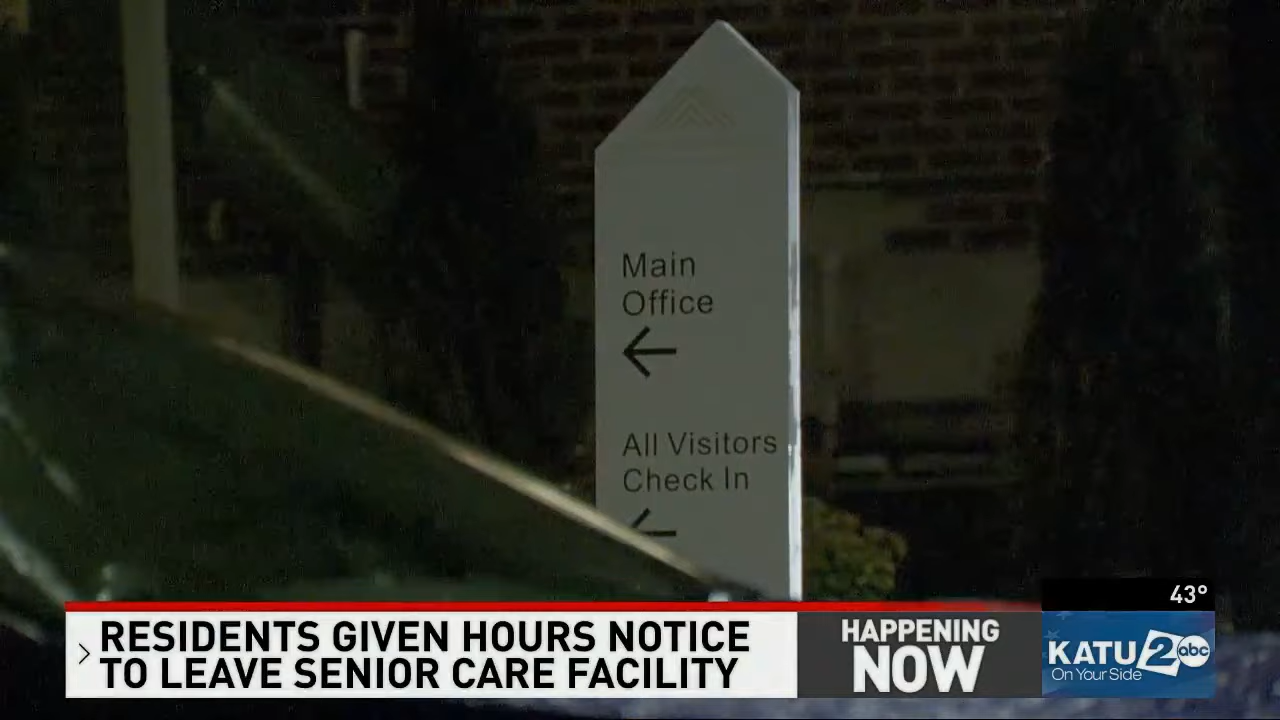 Main
Office
All Visitors
Check In
43°
RESIDENTS GIVEN HOURS NOTICE
TO LEAVE SENIOR CARE FACILITY
HAPPENING
NOW
KATU 2 abc
On Your Side